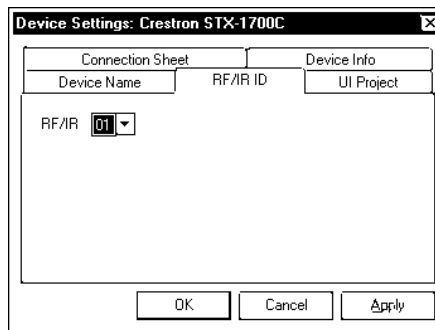 Device Settings: Crestron STX-1700C
Connection Sheet Device Info
Device Name RF/IR ID UI Project
RF/IR 01
OK Cancel Apply